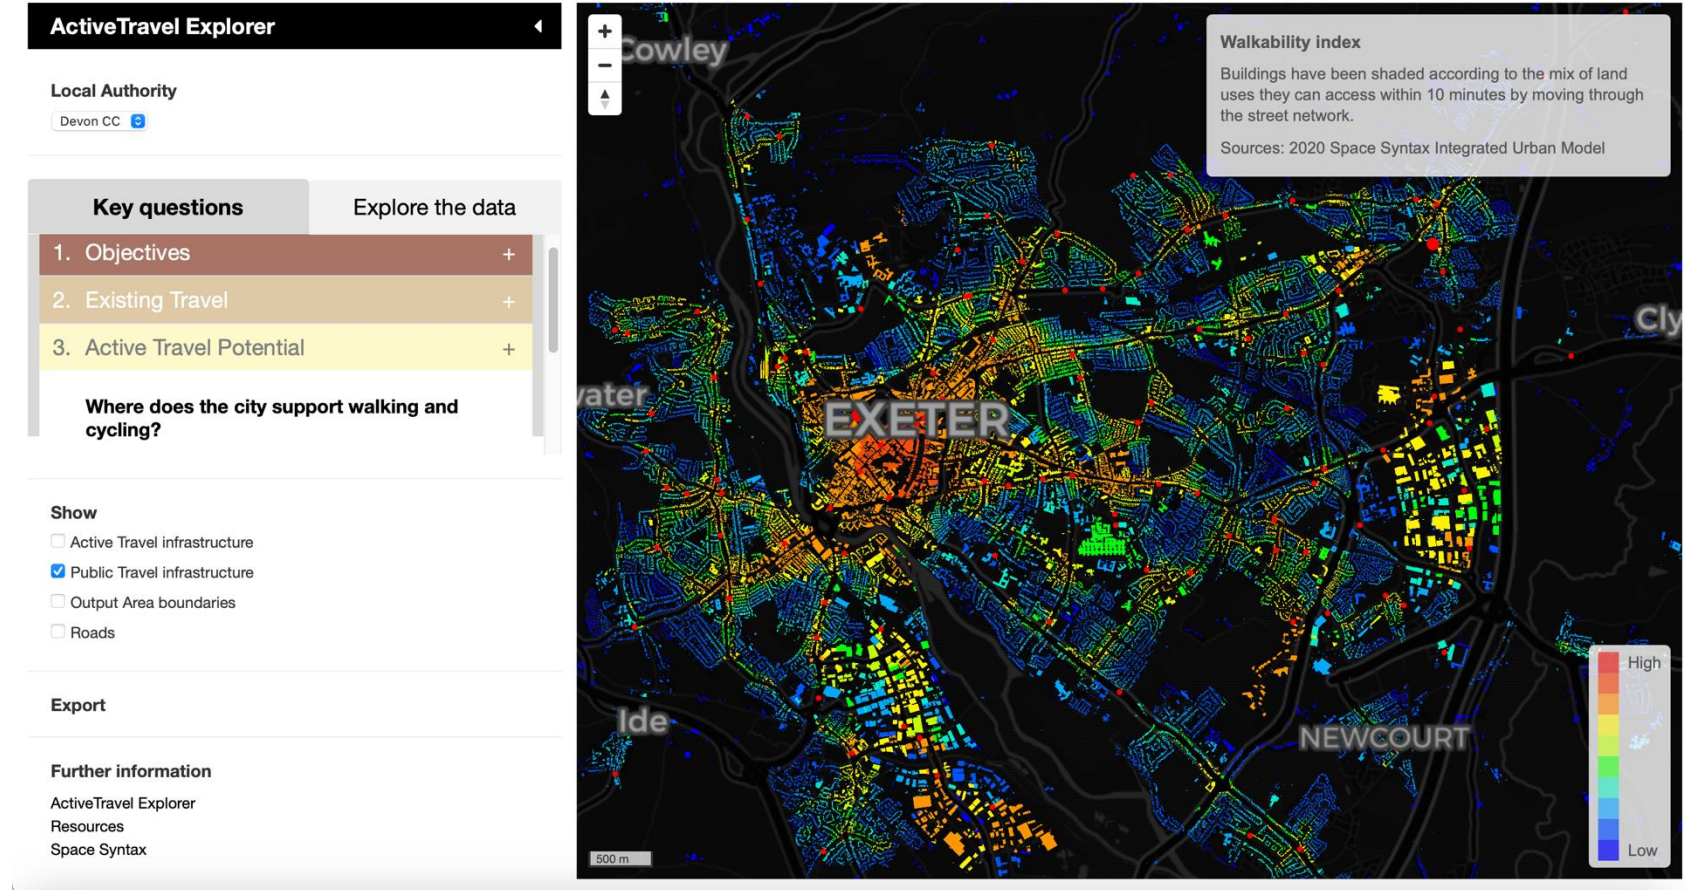 ActiveTravel Explorer
Local Authority
Devon CC
Key questions
Explore the data
1. Objectives +
2. Existing Travel +
3. Active Travel Potential +
Where does the city support walking and
cycling?
Show
Active Travel infrastructure
Public Travel infrastructure
Output Area boundaries
Roads
Export
Further information
ActiveTravel Explorer
Resources
Space Syntax
+
−
Cowley
Walkability index
Buildings have been shaded according to the mix of land
uses they can access within 10 minutes by moving through
the street network.
Sources: 2020 Space Syntax Integrated Urban Model
Cly
vater
EXETER
Ide
NEWCOURT
High
Low
500 m